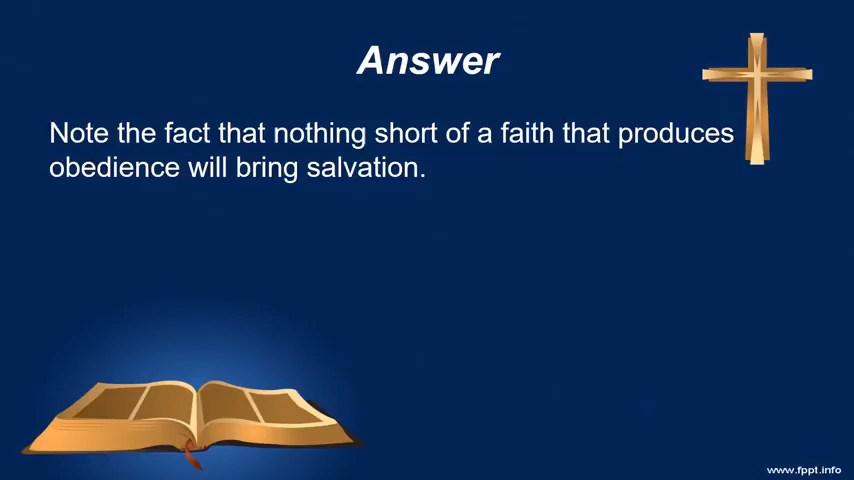 Answer
Note the fact that nothing short of a faith that produces
obedience will bring salvation.
www.fppt.info